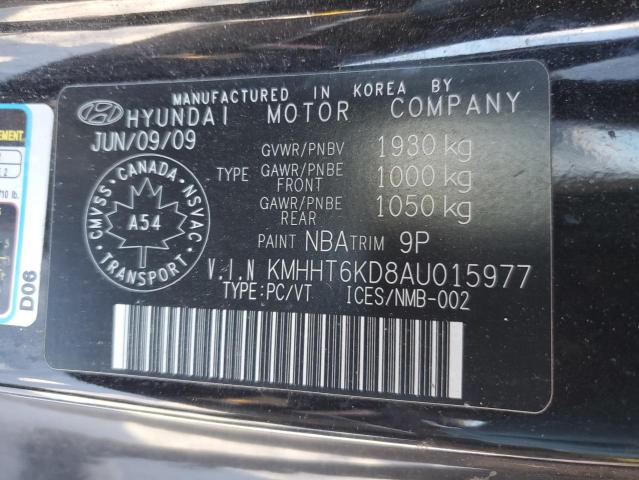 MANUFACTURED IN KOREA BY
HYUNDAI MOTOR COMPANY
JUN/09/09
GVWR/PNBV 1930 kg
TYPE GAWR/PNBE FRONT 1000 kg
GAWR/PNBE REAR 1050 kg
CMVSS · CANADA · NSVAC
A54
TRANSPORT
PAINT NBA TRIM 9P
V.I.N KMHHT6KD8AU015977
TYPE:PC/VT ICES/NMB-002
D06